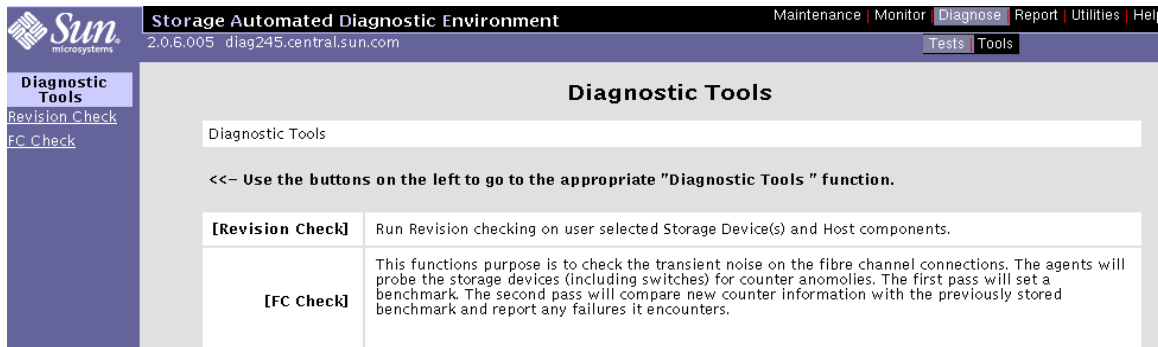 Sun
microsystems
Storage Automated Diagnostic Environment
Maintenance | Monitor | Diagnose | Report | Utilities | Help
2.0.6.005 diag245.central.sun.com
Tests | Tools
Diagnostic
Tools
Revision Check
FC Check
Diagnostic Tools
Diagnostic Tools
<<– Use the buttons on the left to go to the appropriate "Diagnostic Tools " function.
[Revision Check]
Run Revision checking on user selected Storage Device(s) and Host components.
[FC Check]
This functions purpose is to check the transient noise on the fibre channel connections. The agents will
probe the storage devices (including switches) for counter anomolies. The first pass will set a
benchmark. The second pass will compare new counter information with the previously stored
benchmark and report any failures it encounters.